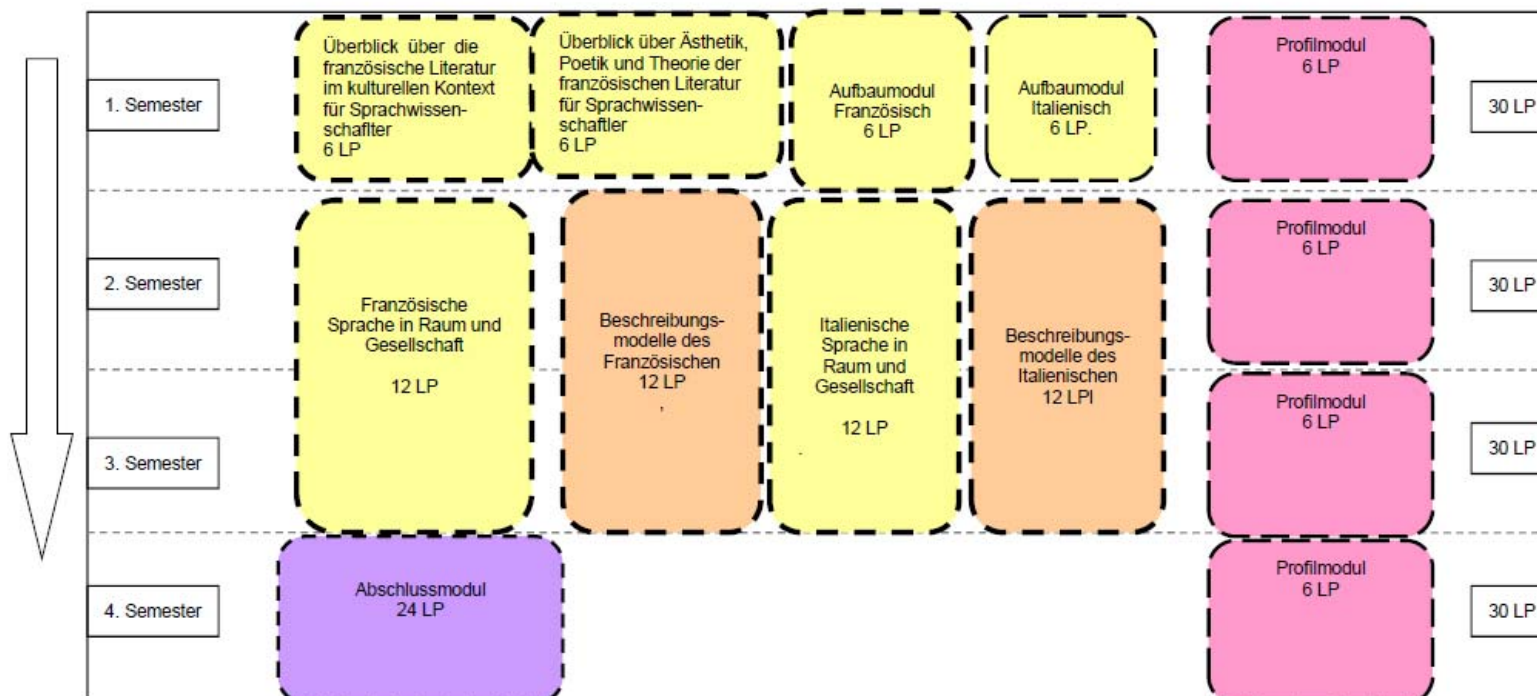 1. Semester
Überblick über die
französische Literatur
im kulturellen Kontext
für Sprachwissen-
schaflter
6 LP
Überblick über Ästhetik,
Poetik und Theorie der
französischen Literatur
für Sprachwissen-
schaftler
6 LP
Aufbaumodul
Französisch
6 LP
Aufbaumodul
Italienisch
6 LP.
Profilmodul
6 LP
30 LP
2. Semester
3. Semester
Französische
Sprache in Raum und
Gesellschaft
12 LP
Beschreibungs-
modelle des
Französischen
12 LP
,
Italienische
Sprache in
Raum und
Gesellschaft
12 LP
.
Beschreibungs-
modelle des
Italienischen
12 LPI
Profilmodul
6 LP
30 LP
Profilmodul
6 LP
30 LP
4. Semester
Abschlussmodul
24 LP
Profilmodul
6 LP
30 LP